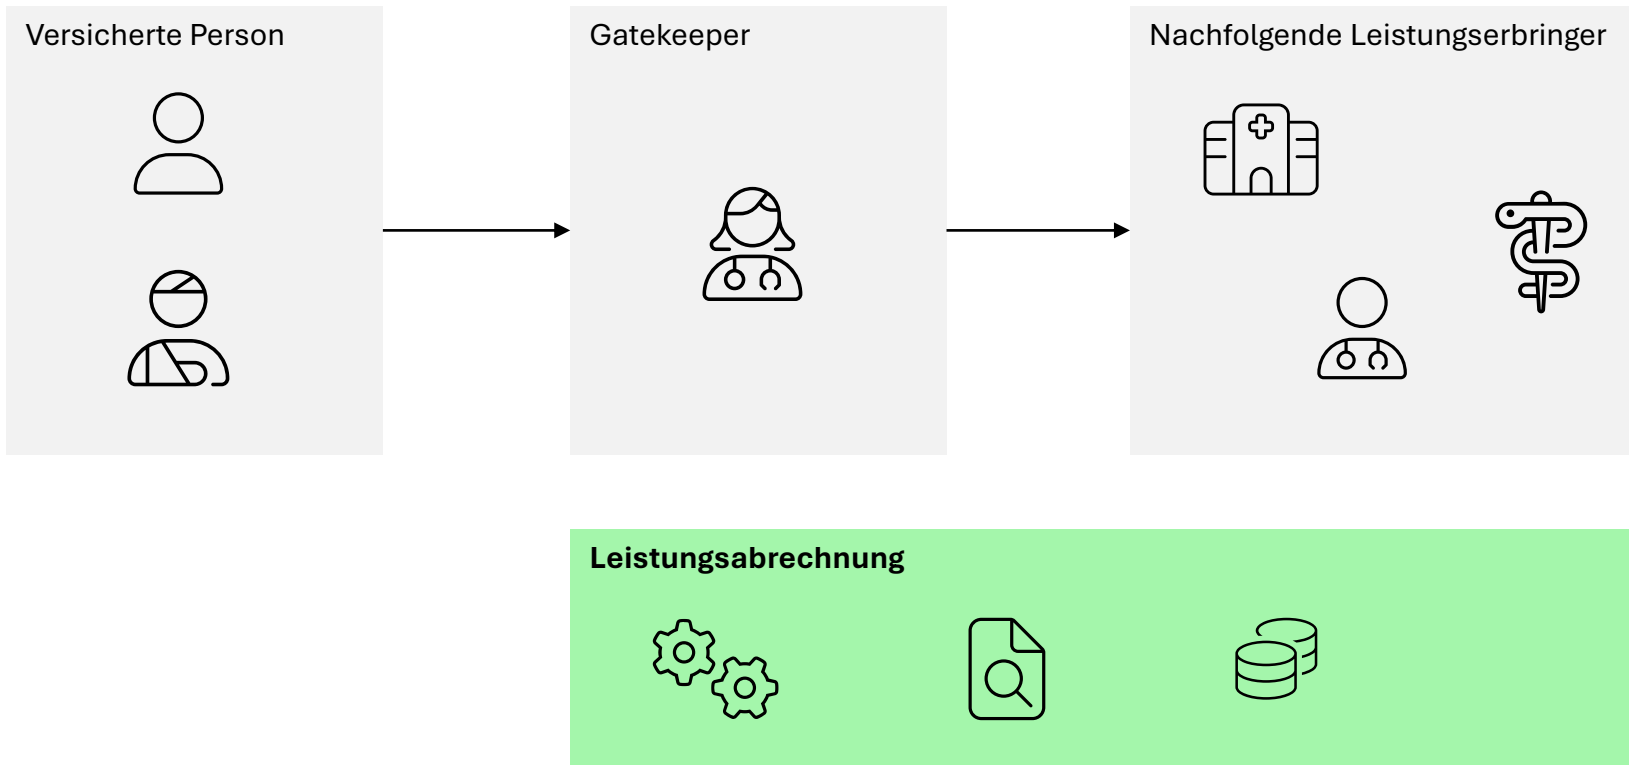 Versicherte Person
Gatekeeper
Nachfolgende Leistungserbringer
Leistungsabrechnung